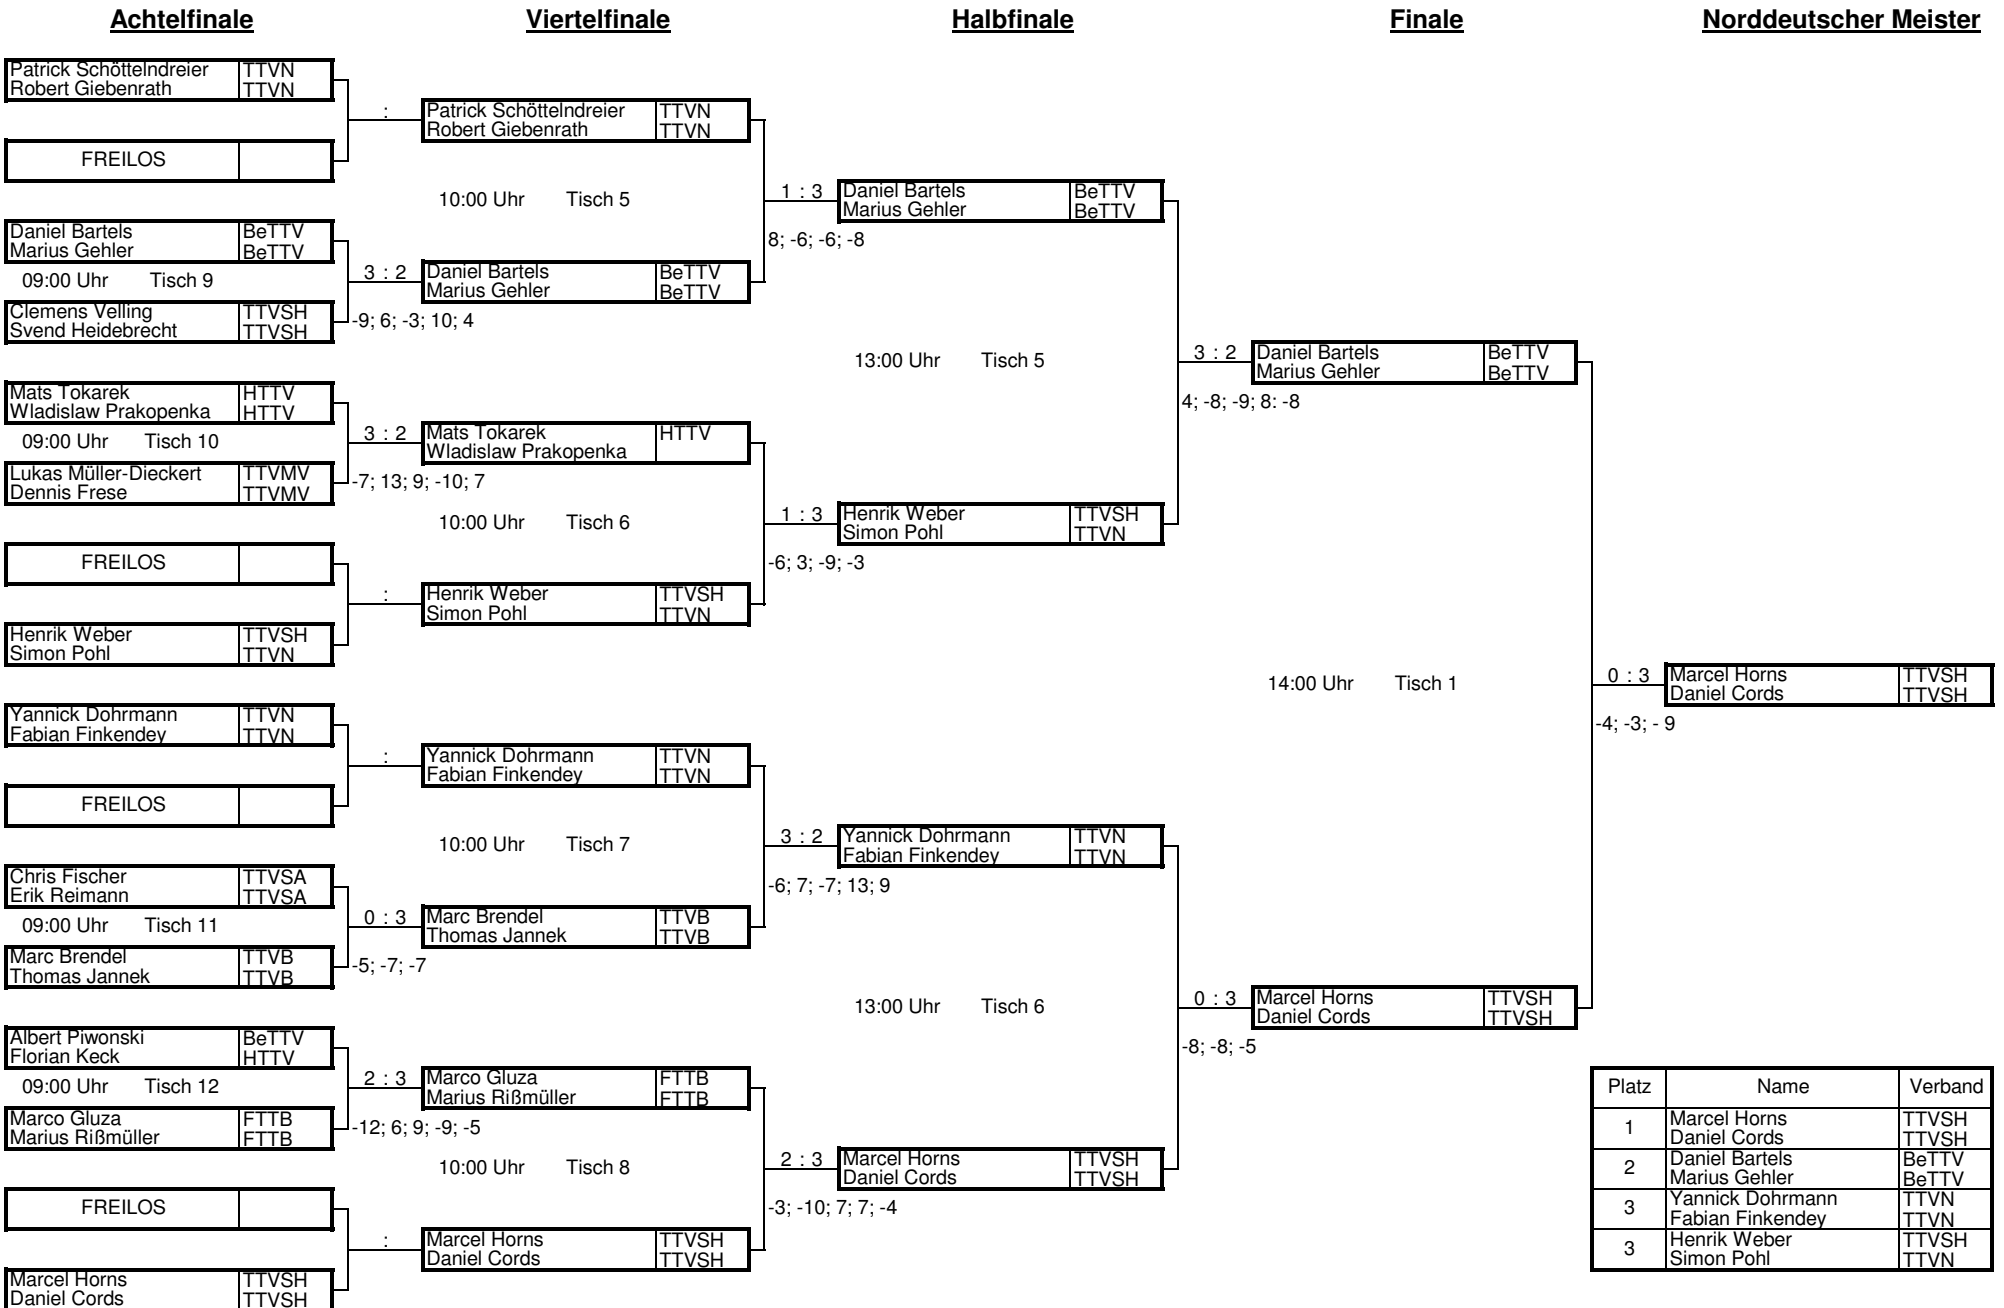 Achtelfinale Viertelfinale Halbfinale Finale Norddeutscher Meister
Patrick Schöttelndreier TTVN
Robert Giebenrath TTVN
: Patrick Schöttelndreier TTVN
Robert Giebenrath TTVN
FREILOS
10:00 Uhr Tisch 5
1 : 3 Daniel Bartels BeTTV
Marius Gehler BeTTV
Daniel Bartels BeTTV
Marius Gehler BeTTV
8; -6; -6; -8
09:00 Uhr Tisch 9
3 : 2 Daniel Bartels BeTTV
Marius Gehler BeTTV
Clemens Velling TTVSH
Svend Heidebrecht TTVSH
-9; 6; -3; 10; 4
13:00 Uhr Tisch 5
3 : 2 Daniel Bartels BeTTV
Marius Gehler BeTTV
Mats Tokarek HTTV
Wladislaw Prakopenka HTTV
4; -8; -9; 8: -8
09:00 Uhr Tisch 10
3 : 2 Mats Tokarek HTTV
Wladislaw Prakopenka
Lukas Müller-Dieckert TTVMV
Dennis Frese TTVMV
-7; 13; 9; -10; 7
10:00 Uhr Tisch 6
1 : 3 Henrik Weber TTVSH
Simon Pohl TTVN
FREILOS
-6; 3; -9; -3
: Henrik Weber TTVSH
Simon Pohl TTVN
Henrik Weber TTVSH
Simon Pohl TTVN
14:00 Uhr Tisch 1
0 : 3 Marcel Horns TTVSH
Daniel Cords TTVSH
Yannick Dohrmann TTVN
Fabian Finkendey TTVN
-4; -3; - 9
: Yannick Dohrmann TTVN
Fabian Finkendey TTVN
FREILOS
10:00 Uhr Tisch 7
3 : 2 Yannick Dohrmann TTVN
Fabian Finkendey TTVN
Chris Fischer TTVSA
Erik Reimann TTVSA
-6; 7; -7; 13; 9
09:00 Uhr Tisch 11
0 : 3 Marc Brendel TTVB
Thomas Jannek TTVB
Marc Brendel TTVB
Thomas Jannek TTVB
-5; -7; -7
13:00 Uhr Tisch 6
0 : 3 Marcel Horns TTVSH
Daniel Cords TTVSH
Albert Piwonski BeTTV
Florian Keck HTTV
-8; -8; -5
09:00 Uhr Tisch 12
2 : 3 Marco Gluza FTTB
Marius Rißmüller FTTB
Marco Gluza FTTB
Marius Rißmüller FTTB
-12; 6; 9; -9; -5
10:00 Uhr Tisch 8
2 : 3 Marcel Horns TTVSH
Daniel Cords TTVSH
FREILOS
-3; -10; 7; 7; -4
: Marcel Horns TTVSH
Daniel Cords TTVSH
Marcel Horns TTVSH
Daniel Cords TTVSH
Platz Name Verband
1 Marcel Horns TTVSH
Daniel Cords TTVSH
2 Daniel Bartels BeTTV
Marius Gehler BeTTV
3 Yannick Dohrmann TTVN
Fabian Finkendey TTVN
3 Henrik Weber TTVSH
Simon Pohl TTVN